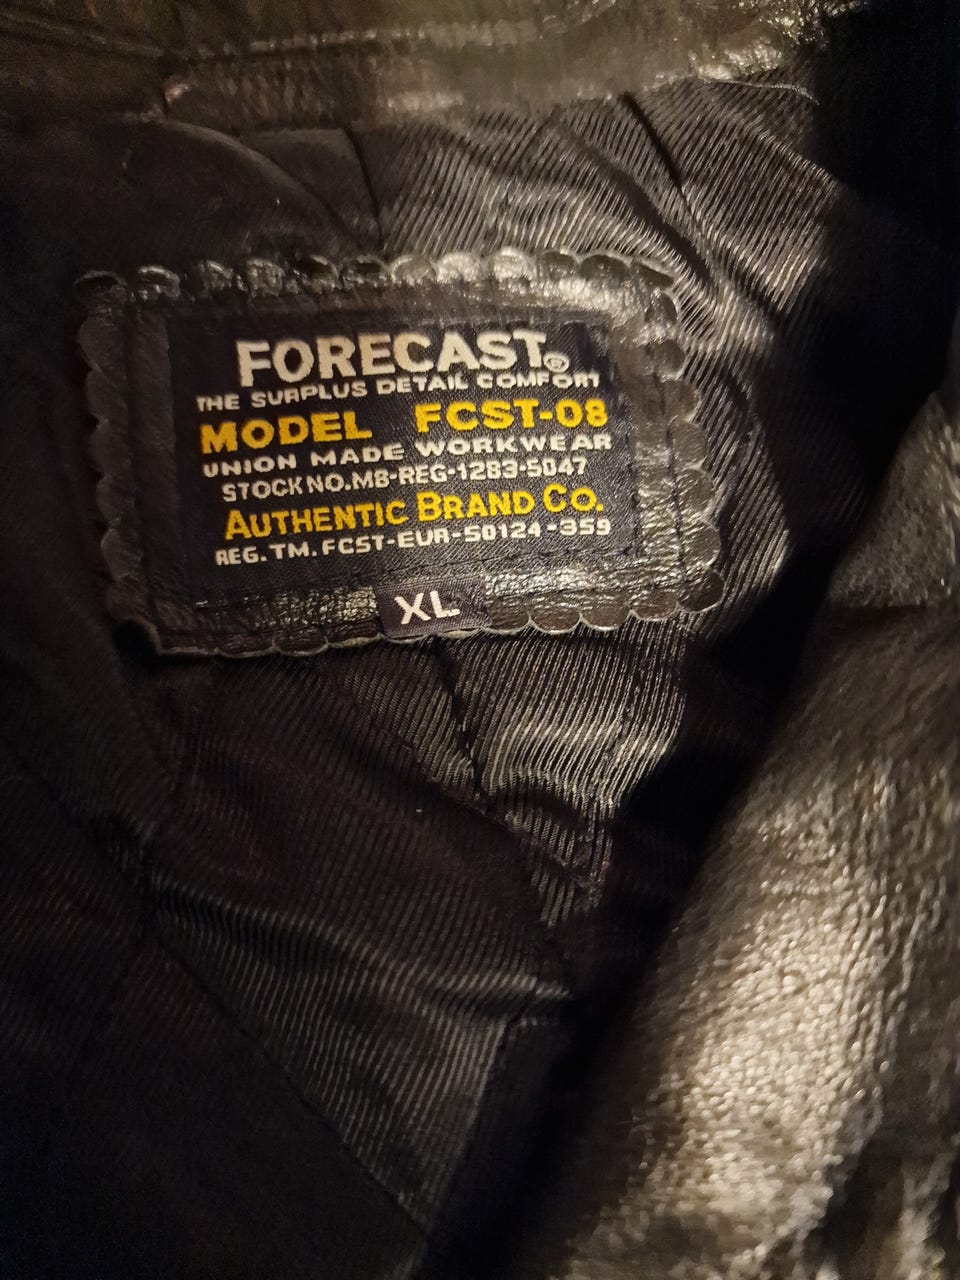 FORECAST®
THE SURPLUS DETAIL COMFORT
MODEL FCST-08
UNION MADE WORKWEAR
STOCK NO. M8-REG-1283-5047
AUTHENTIC BRAND CO.
REG. TM. FCST-EUR-50124-359
XL